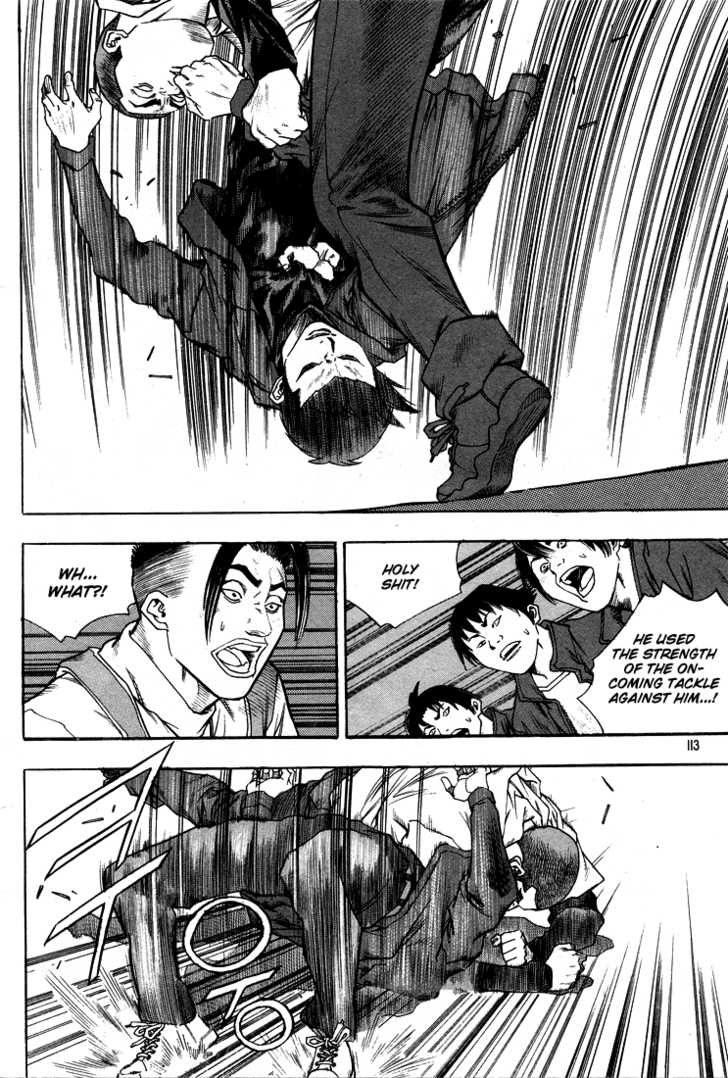 WH...
WHAT?!
HOLY
SHIT!
HE USED
THE STRENGTH
OF THE ON-
COMING TACKLE
AGAINST HIM...!
113